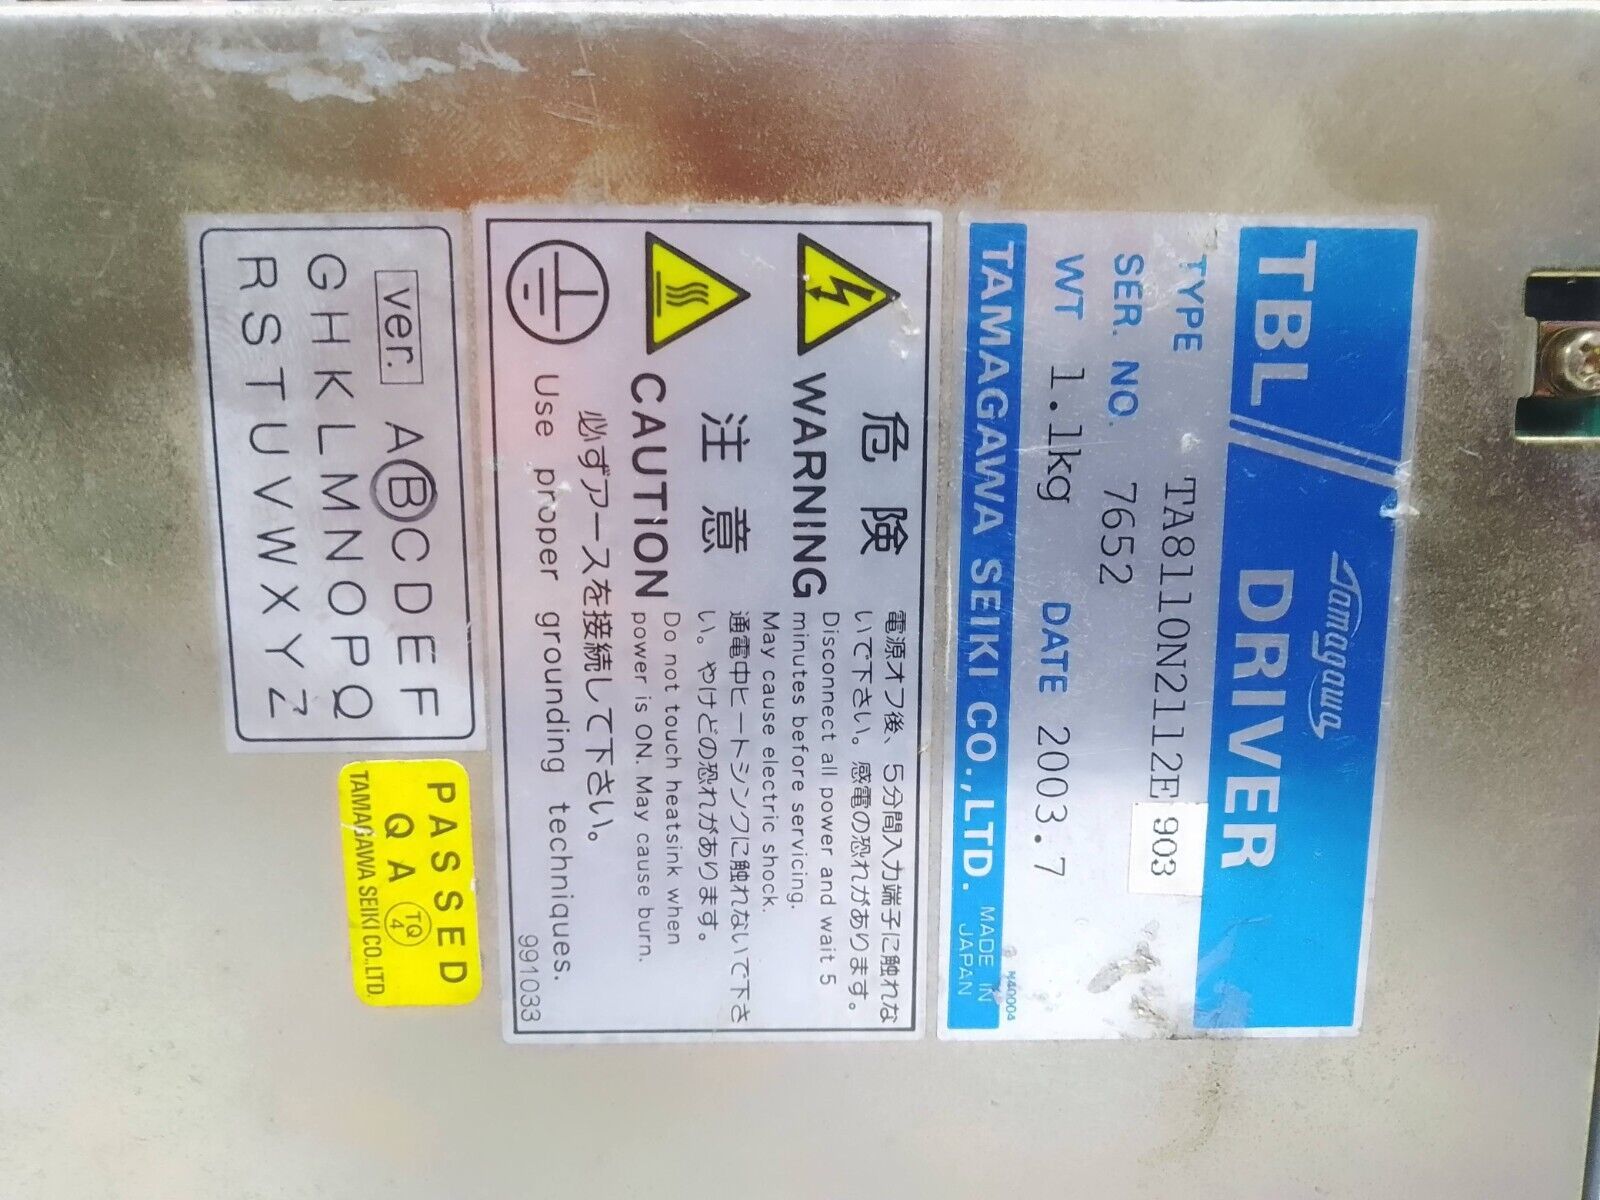 Tamagawa
TBL DRIVER
TYPE TA8110N2112E 903
SER. NO. 7652
WT 1.1kg DATE 2003.7
N40004
TAMAGAWA SEIKI CO.,LTD. MADE IN JAPAN
危険
WARNING
電源オフ後、5分間入力端子に触れな
いで下さい。感電の恐れがあります。
Disconnect all power and wait 5
minutes before servicing.
May cause electric shock.
注意
CAUTION
通電中ヒートシンクに触れないで下さ
い。やけどの恐れがあります。
Do not touch heatsink when
power is ON. May cause burn.
必ずアースを接続して下さい。
Use proper grounding techniques.
991033
ver. A B C D E F
G H K L M N O P Q
R S T U V W X Y Z
PASSED
QA TQ 4
TAMAGAWA SEIKI CO.,LTD.